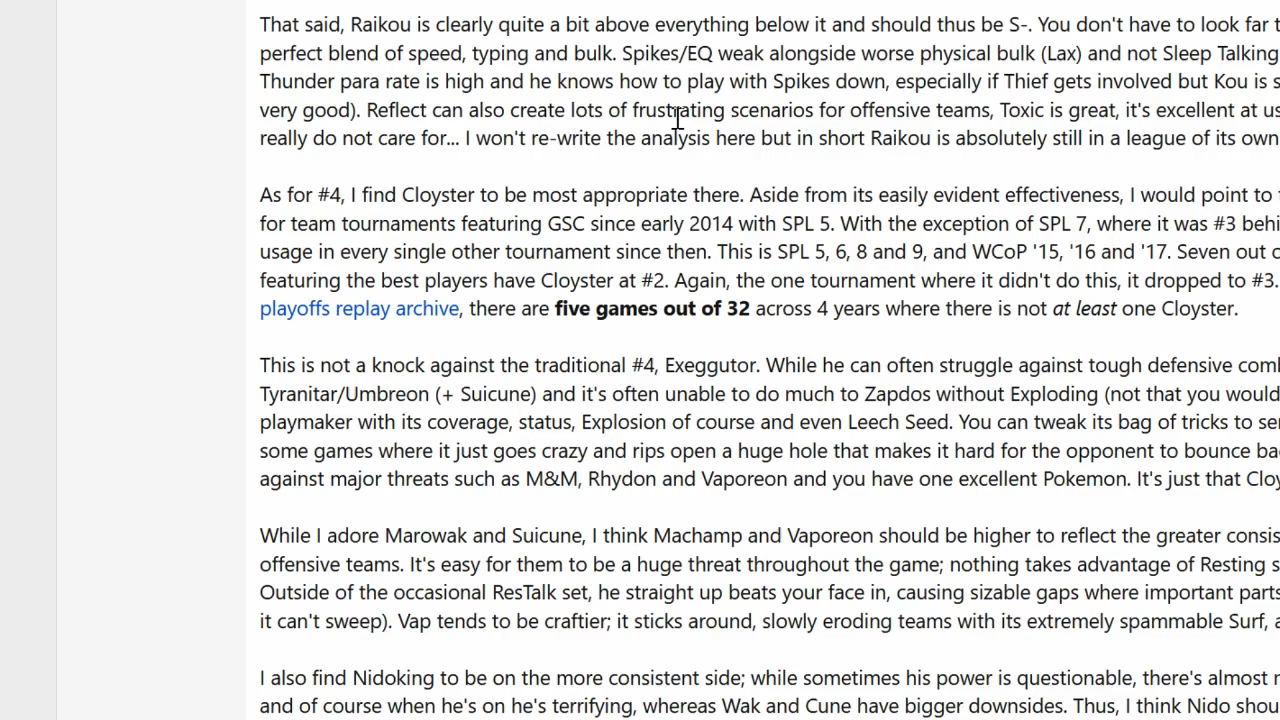 That said, Raikou is clearly quite a bit above everything below it and should thus be S-. You don't have to look far
perfect blend of speed, typing and bulk. Spikes/EQ weak alongside worse physical bulk (Lax) and not Sleep Talking
Thunder para rate is high and he knows how to play with Spikes down, especially if Thief gets involved but Kou is
very good). Reflect can also create lots of frustrating scenarios for offensive teams, Toxic is great, it's excellent at
really do not care for... I won't re-write the analysis here but in short Raikou is absolutely still in a league of its own
As for #4, I find Cloyster to be most appropriate there. Aside from its easily evident effectiveness, I would point to
for team tournaments featuring GSC since early 2014 with SPL 5. With the exception of SPL 7, where it was #3
usage in every single other tournament since then. This is SPL 5, 6, 8 and 9, and WCoP '15, '16 and '17. Seven out
featuring the best players have Cloyster at #2. Again, the one tournament where it didn't do this, it dropped to #3.
playoffs replay archive, there are five games out of 32 across 4 years where there is not at least one Cloyster.
This is not a knock against the traditional #4, Exeggutor. While he can often struggle against tough defensive
Tyranitar/Umbreon (+ Suicune) and it's often unable to do much to Zapdos without Exploding (not that you would
playmaker with its coverage, status, Explosion of course and even Leech Seed. You can tweak its bag of tricks to
some games where it just goes crazy and rips open a huge hole that makes it hard for the opponent to bounce
against major threats such as M&M, Rhydon and Vaporeon and you have one excellent Pokemon. It's just that
While I adore Marowak and Suicune, I think Machamp and Vaporeon should be higher to reflect the greater
offensive teams. It's easy for them to be a huge threat throughout the game; nothing takes advantage of Resting
Outside of the occasional ResTalk set, he straight up beats your face in, causing sizable gaps where important parts
it can't sweep). Vap tends to be craftier; it sticks around, slowly eroding teams with its extremely spammable Surf,
I also find Nidoking to be on the more consistent side; while sometimes his power is questionable, there's almost
and of course when he's on he's terrifying, whereas Wak and Cune have bigger downsides. Thus, I think Nido